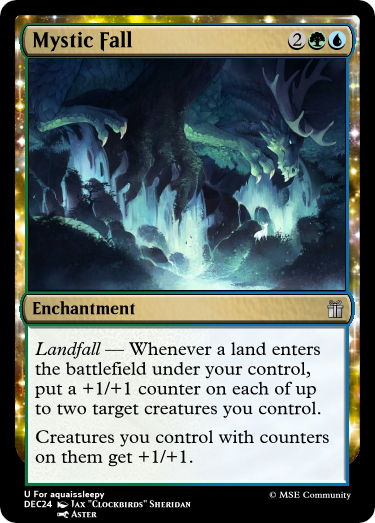 Mystic Fall 2
Enchantment
Landfall — Whenever a land enters
the battlefield under your control,
put a +1/+1 counter on each of up
to two target creatures you control.
Creatures you control with counters
on them get +1/+1.
U For aquaissleepy
DEC24 Jax "Clockbirds" Sheridan © MSE Community
Aster